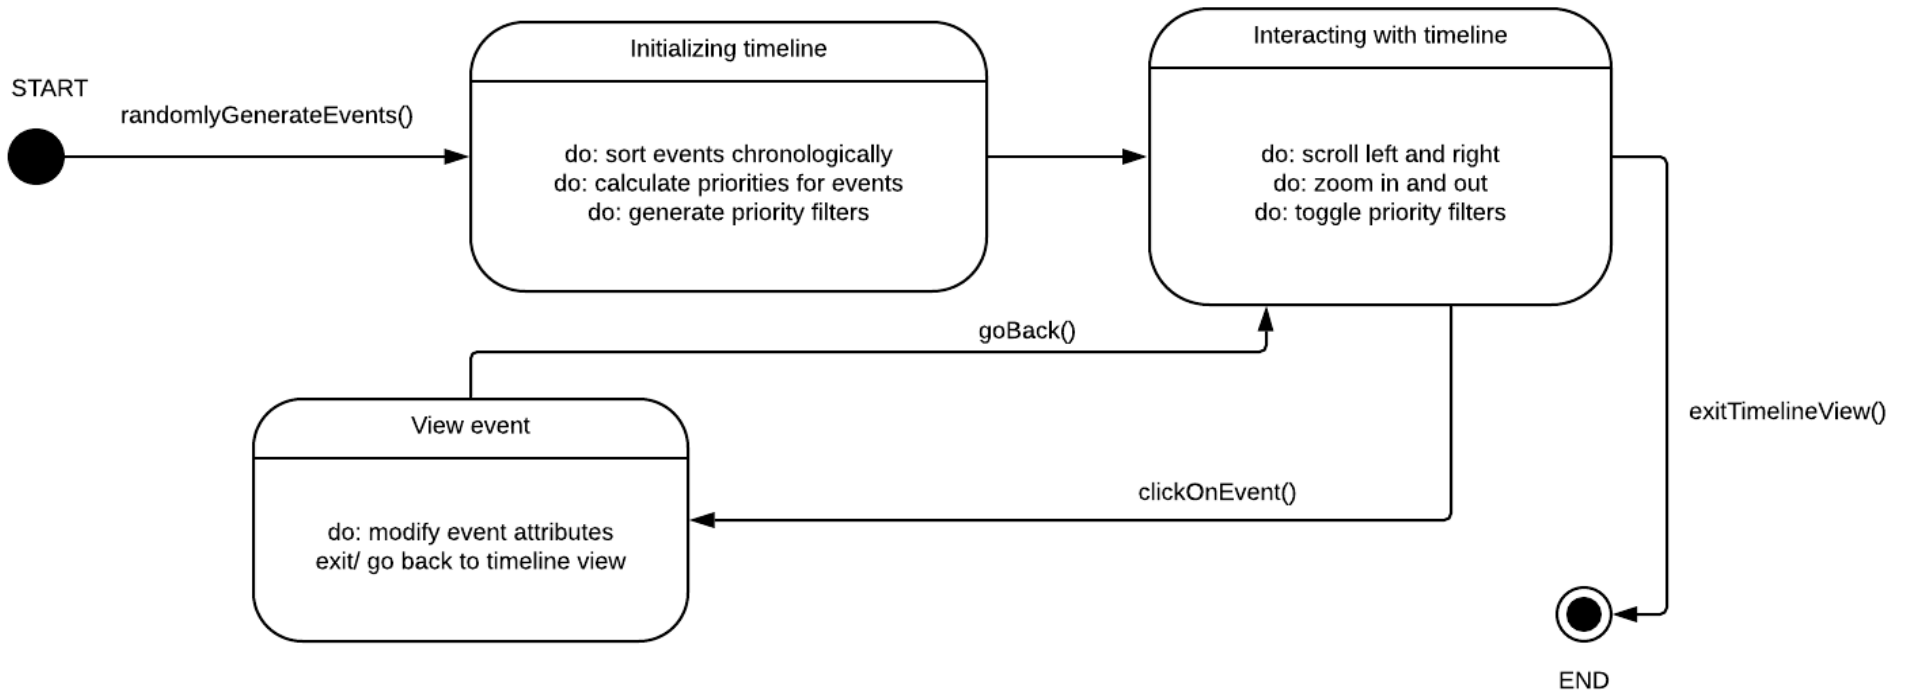 START
randomlyGenerateEvents()
Initializing timeline
do: sort events chronologically
do: calculate priorities for events
do: generate priority filters
Interacting with timeline
do: scroll left and right
do: zoom in and out
do: toggle priority filters
goBack()
View event
do: modify event attributes
exit/ go back to timeline view
clickOnEvent()
exitTimelineView()
END